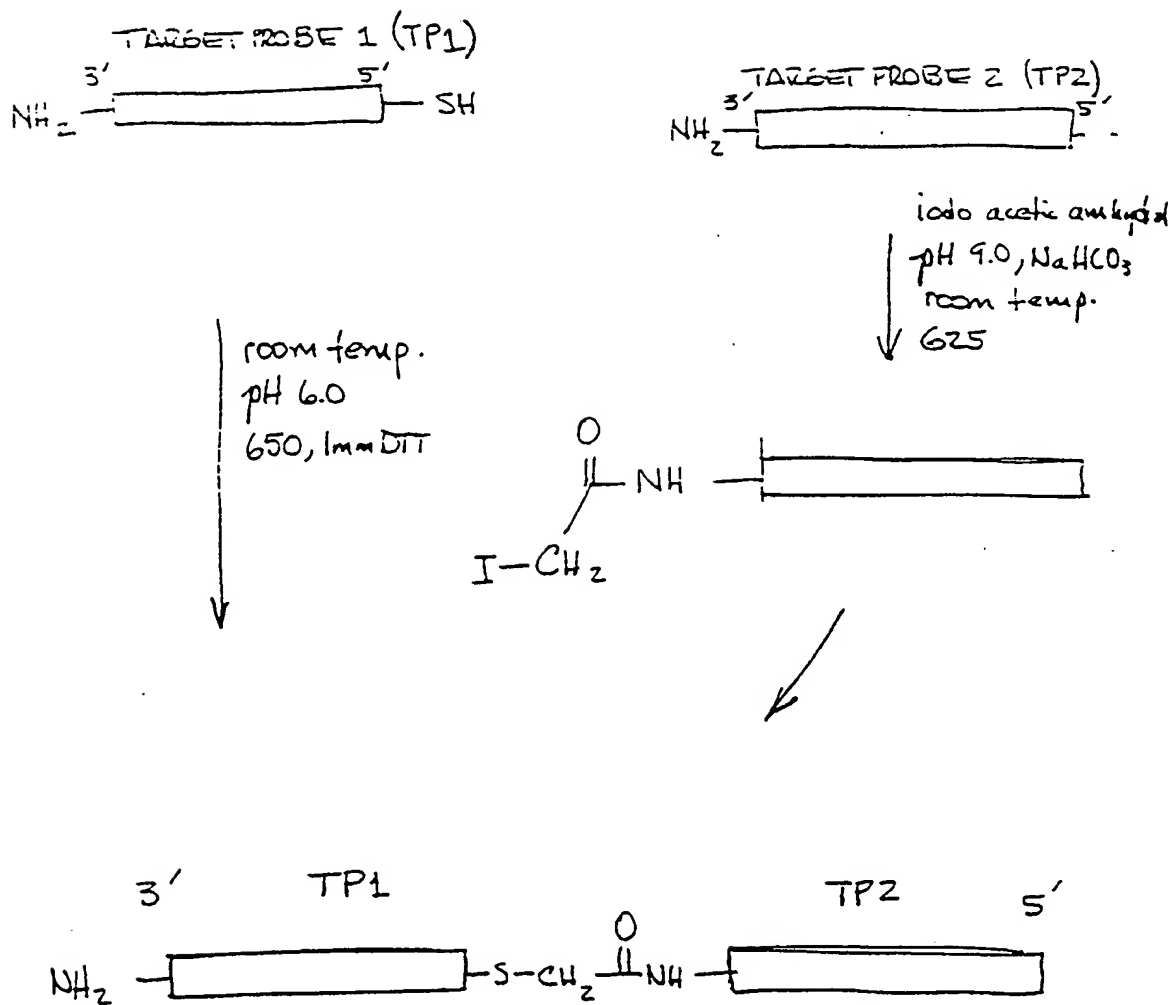 TARGET PROBE 1 (TP1)
3' 5'
NH2 SH
TARGET PROBE 2 (TP2)
3' 5'
NH2
iodo acetic anhydrid
pH 9.0, NaHCO3
room temp.
625
room temp.
pH 6.0
650, 1mm DTT
O
NH
I-CH2
3' TP1 TP2 5'
O
NH2 -S-CH2 NH